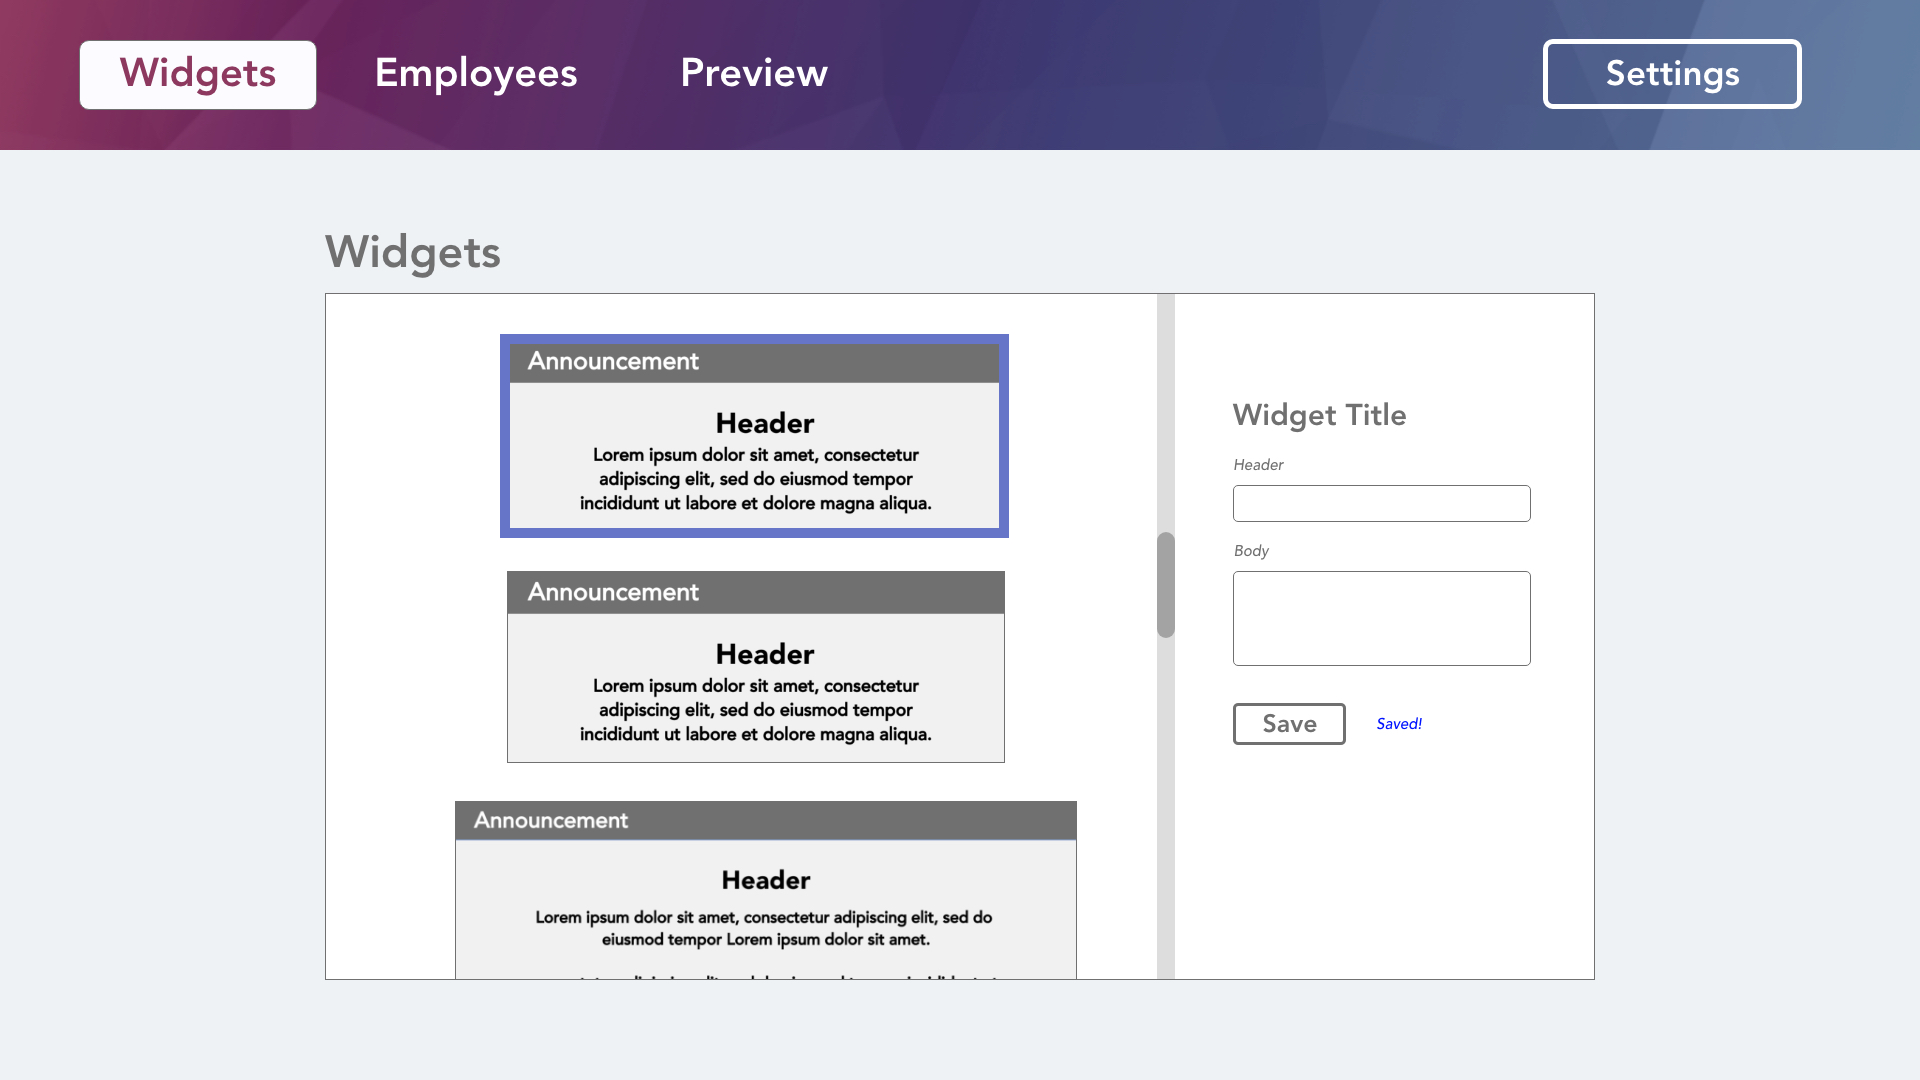 Widgets
Employees
Preview
Settings
Widgets
Announcement
Header
Lorem ipsum dolor sit amet, consectetur
adipiscing elit, sed do eiusmod tempor
incididunt ut labore et dolore magna aliqua.
Announcement
Header
Lorem ipsum dolor sit amet, consectetur
adipiscing elit, sed do eiusmod tempor
incididunt ut labore et dolore magna aliqua.
Announcement
Header
Lorem ipsum dolor sit amet, consectetur adipiscing elit, sed do
eiusmod tempor Lorem ipsum dolor sit amet.
Widget Title
Header
Body
Save
Saved!